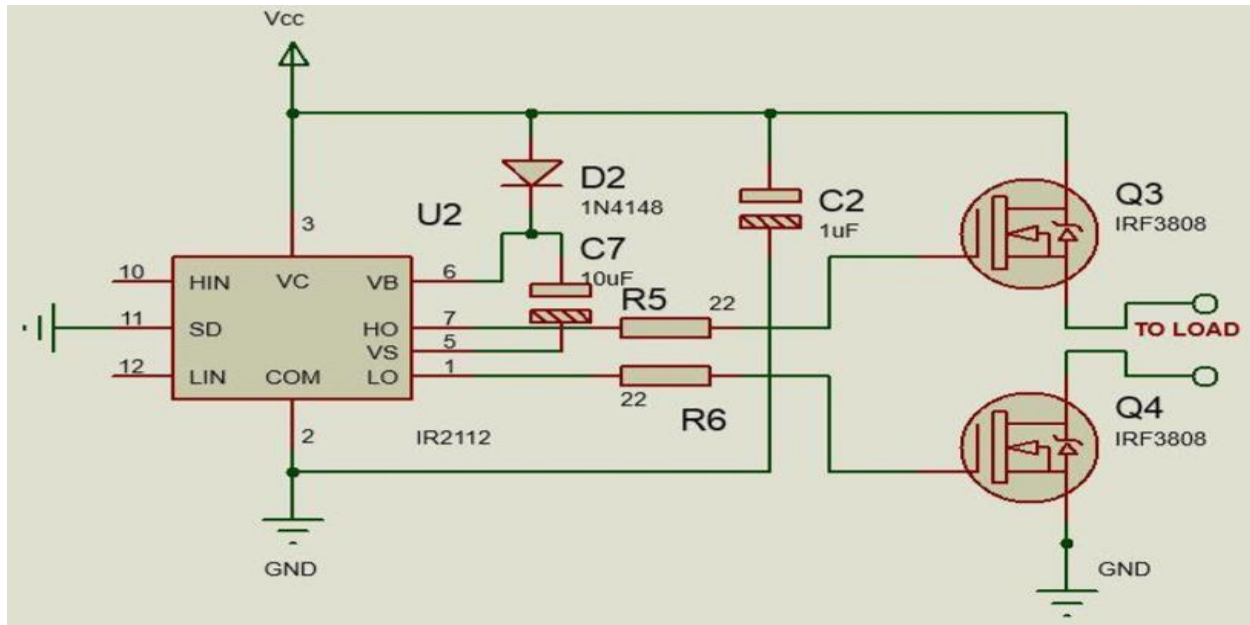 Vcc
D2
1N4148
U2
C2
1uF
Q3
IRF3808
3
C7
10uF
10
HIN
VC
VB
6
R5
22
11
SD
HO
7
VS
5
TO LOAD
12
LIN
COM
LO
1
22
R6
Q4
IRF3808
2
IR2112
GND
GND